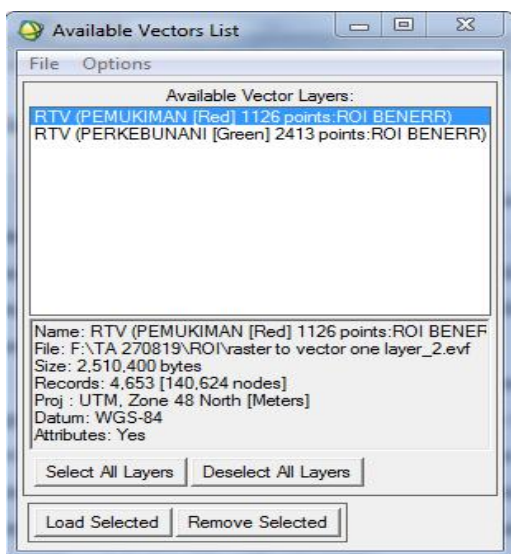 Available Vectors List
File Options
Available Vector Layers:
RTV (PEMUKIMAN [Red] 1126 points:ROI BENERR)
RTV (PERKEBUNANI [Green] 2413 points:ROI BENERR)
Name: RTV (PEMUKIMAN [Red] 1126 points:ROI BENER
File: F:\TA 270819\ROI\raster to vector one layer_2.evf
Size: 2,510,400 bytes
Records: 4,653 [140,624 nodes]
Proj : UTM, Zone 48 North [Meters]
Datum: WGS-84
Attributes: Yes
Select All Layers Deselect All Layers
Load Selected Remove Selected